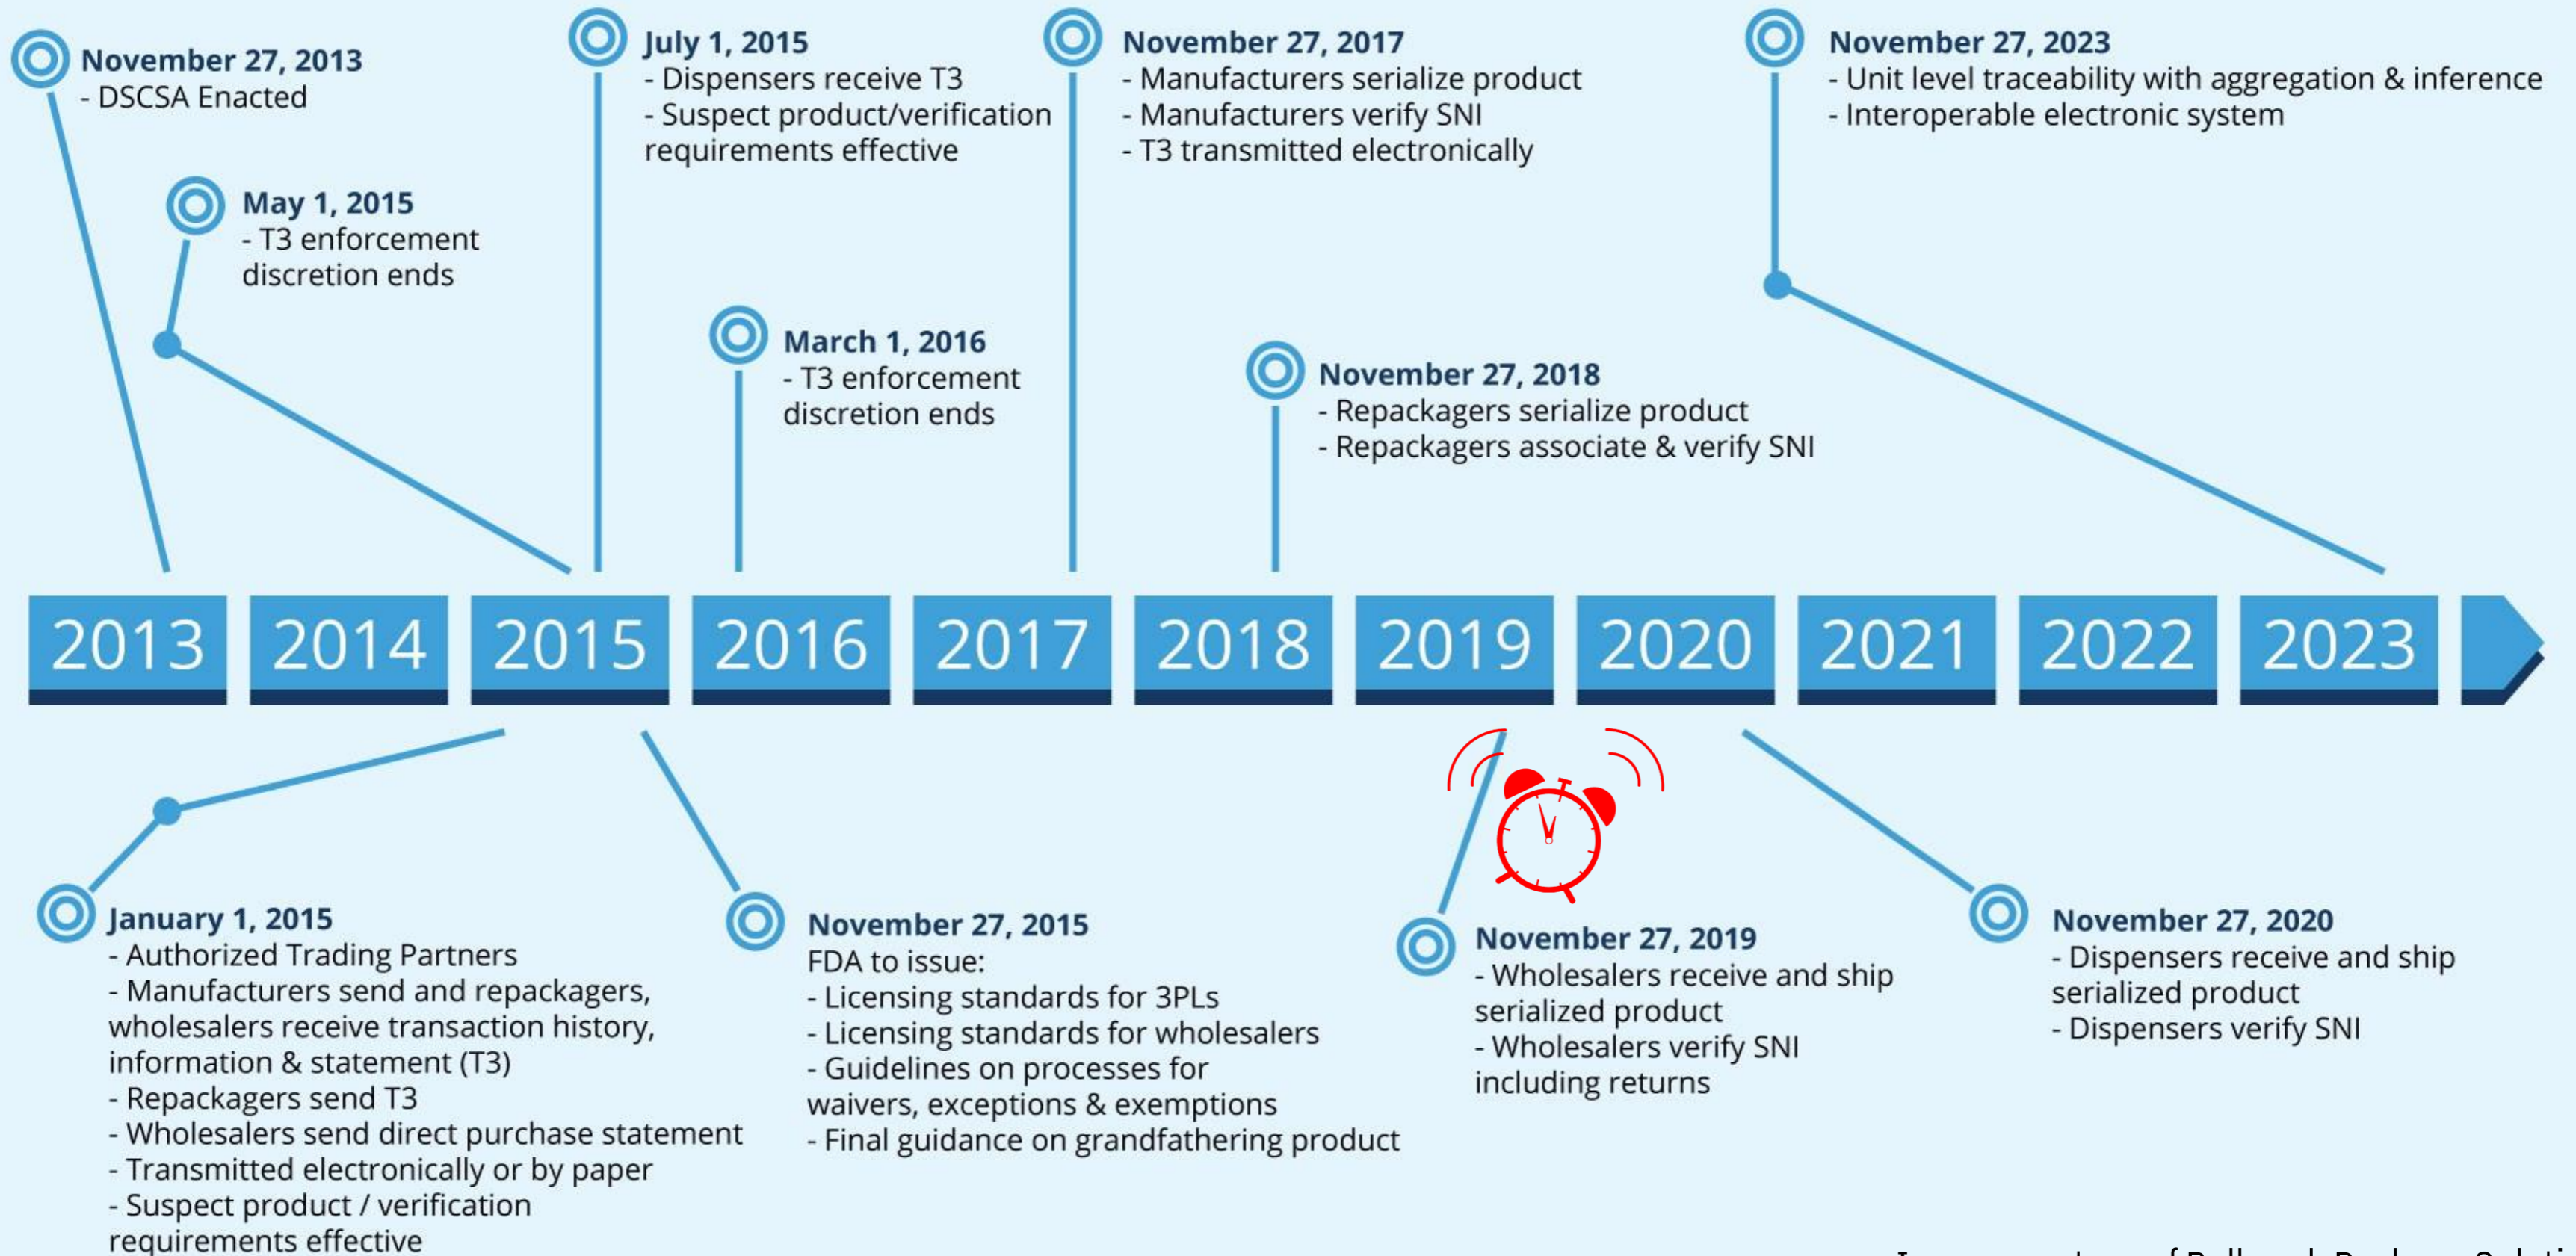 November 27, 2013
- DSCSA Enacted
May 1, 2015
- T3 enforcement
discretion ends
July 1, 2015
- Dispensers receive T3
- Suspect product/verification
requirements effective
March 1, 2016
- T3 enforcement
discretion ends
November 27, 2017
- Manufacturers serialize product
- Manufacturers verify SNI
- T3 transmitted electronically
November 27, 2018
- Repackagers serialize product
- Repackagers associate & verify SNI
November 27, 2023
- Unit level traceability with aggregation & inference
- Interoperable electronic system
2013 2014 2015 2016 2017 2018 2019 2020 2021 2022 2023
January 1, 2015
- Authorized Trading Partners
- Manufacturers send and repackagers,
wholesalers receive transaction history,
information & statement (T3)
- Repackagers send T3
- Wholesalers send direct purchase statement
- Transmitted electronically or by paper
- Suspect product / verification
requirements effective
November 27, 2015
FDA to issue:
- Licensing standards for 3PLs
- Licensing standards for wholesalers
- Guidelines on processes for
waivers, exceptions & exemptions
- Final guidance on grandfathering product
November 27, 2019
- Wholesalers receive and ship
serialized product
- Wholesalers verify SNI
including returns
November 27, 2020
- Dispensers receive and ship
serialized product
- Dispensers verify SNI